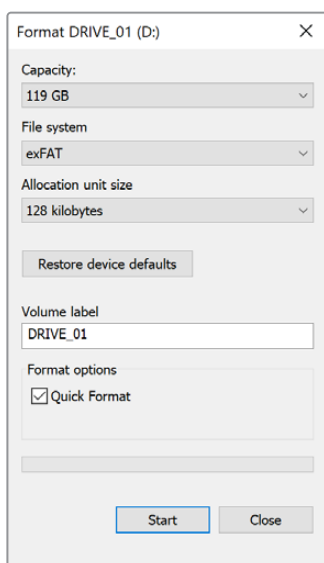 Format DRIVE_01 (D:)
Capacity:
119 GB
File system
exFAT
Allocation unit size
128 kilobytes
Restore device defaults
Volume label
DRIVE_01
Format options
Quick Format
Start Close